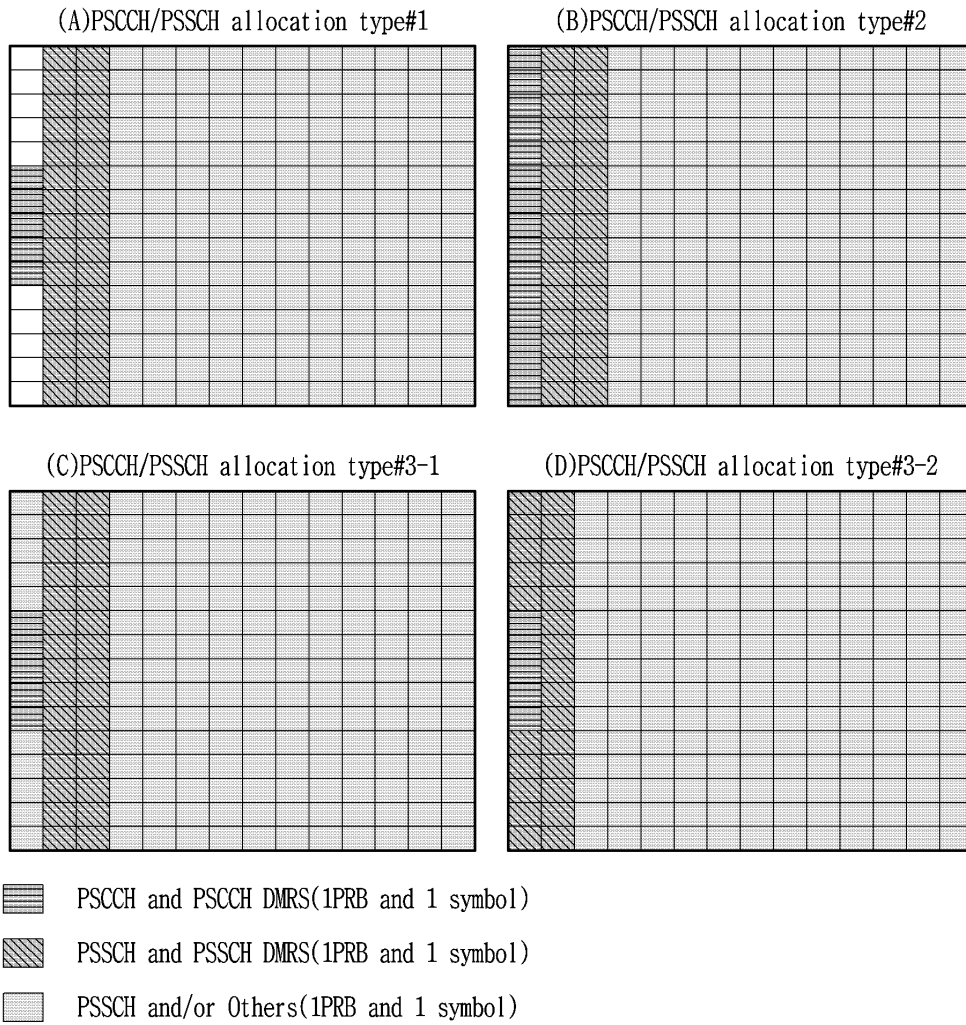 (A)PSCCH/PSSCH allocation type#1
(B)PSCCH/PSSCH allocation type#2
(C)PSCCH/PSSCH allocation type#3-1
(D)PSCCH/PSSCH allocation type#3-2
PSCCH and PSCCH DMRS(1PRB and 1 symbol)
PSSCH and PSSCH DMRS(1PRB and 1 symbol)
PSSCH and/or Others(1PRB and 1 symbol)